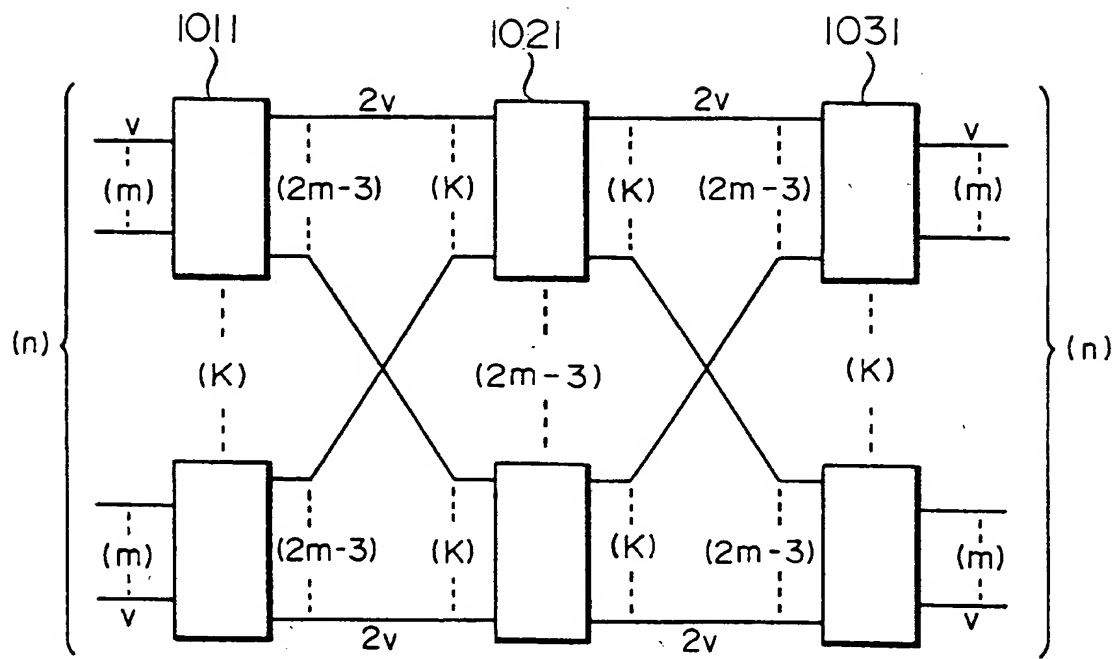 1011 1021 1031
2v 2v
v v
(m) (2m-3) (K) (K) (2m-3) (m)
(n) (n)
(K) (2m-3) (K)
(m) (2m-3) (K) (K) (2m-3) (m)
v v
2v 2v